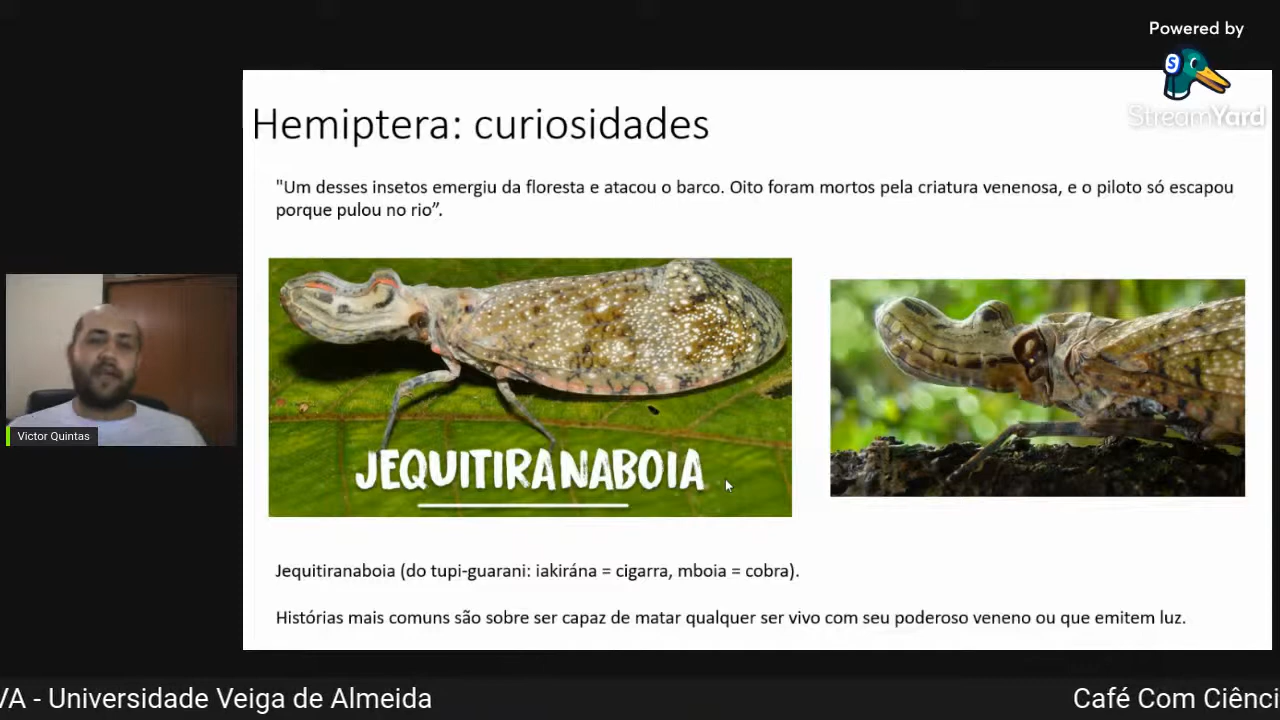 Powered by
StreamYard
Hemiptera: curiosidades
"Um desses insetos emergiu da floresta e atacou o barco. Oito foram mortos pela criatura venenosa, e o piloto só escapou
porque pulou no rio”.
JEQUITIRANABOIA
Victor Quintas
Jequitiranaboia (do tupi-guarani: iakirána = cigarra, mboia = cobra).
Histórias mais comuns são sobre ser capaz de matar qualquer ser vivo com seu poderoso veneno ou que emitem luz.
VA - Universidade Veiga de Almeida
Café Com Ciênci